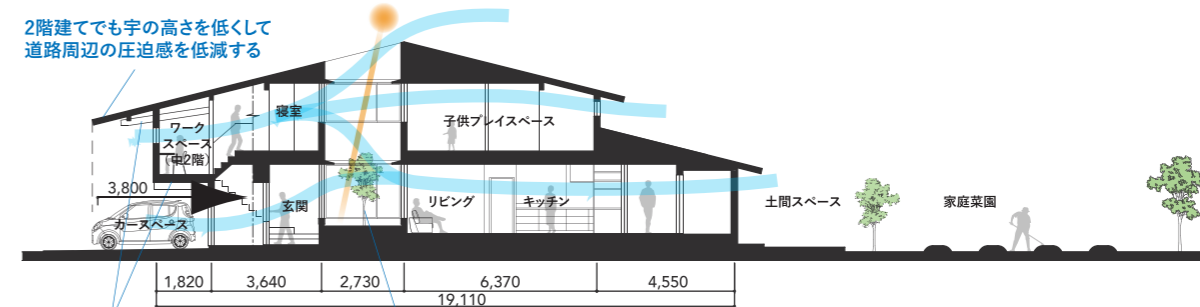 2階建てでも宇の高さを低くして
道路周辺の圧迫感を低減する
寝室
子供プレイスペース
ワーク
スペース
(中2階)
3,800
カースペース
玄関
リビング
キッチン
土間スペース
家庭菜園
1,820
3,640
2,730
6,370
4,550
19,110